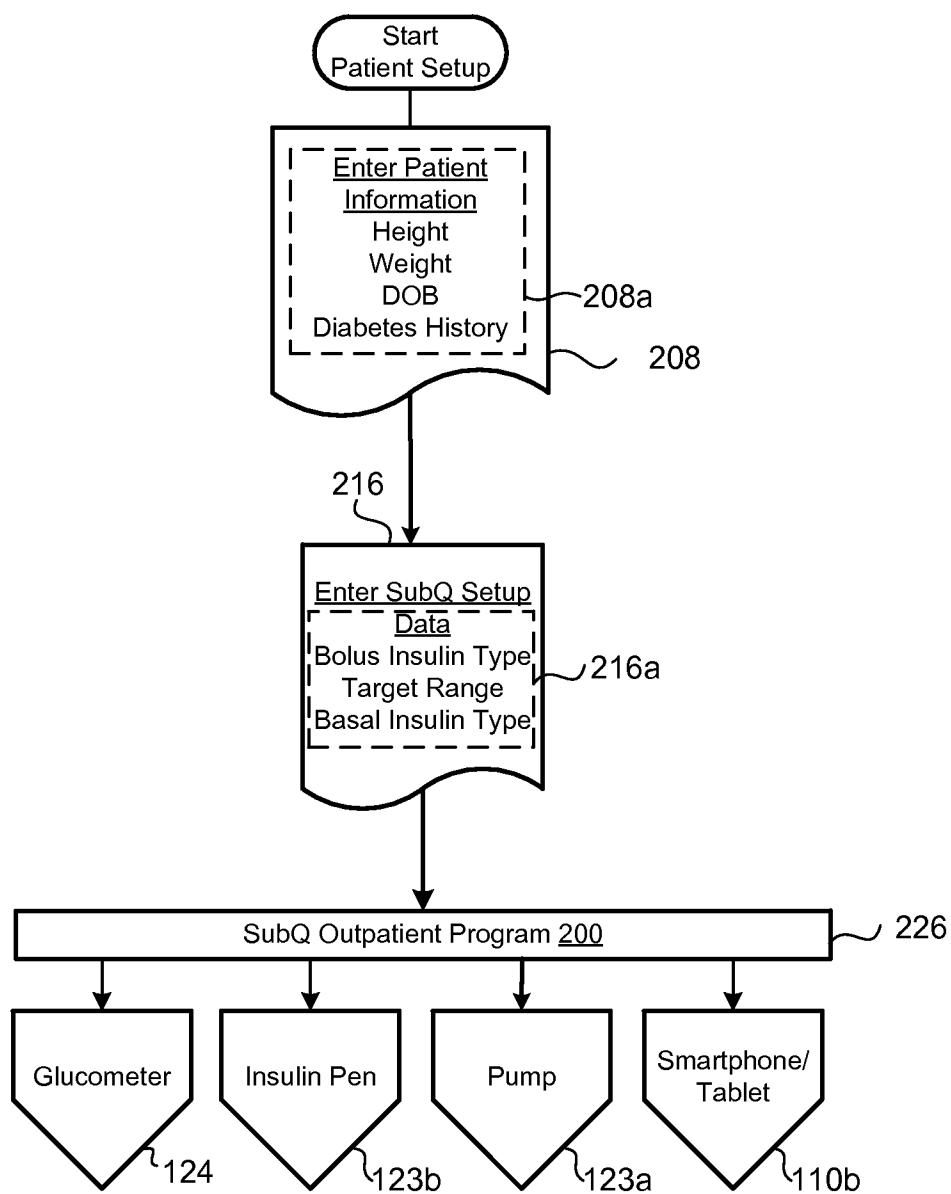 Start
Patient Setup
Enter Patient
Information
Height
Weight
DOB
Diabetes History
208a
208
216
Enter SubQ Setup
Data
Bolus Insulin Type
Target Range
Basal Insulin Type
216a
SubQ Outpatient Program 200
226
Glucometer
Insulin Pen
Pump
Smartphone/
Tablet
124
123b
123a
110b